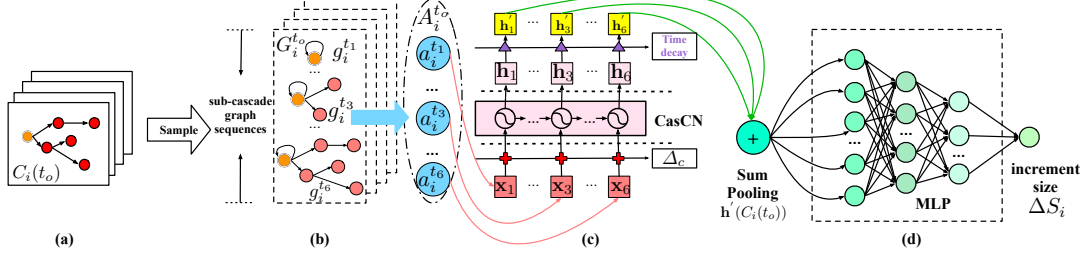 C_i(t_o)
(a)
Sample
sub-cascade
graph
sequences
G_i^{t_o}
g_i^{t_1}
...
g_i^{t_3}
...
g_i^{t_6}
(b)
A_i^{t_o}
a_i^{t_1}
...
a_i^{t_3}
...
a_i^{t_6}
h'_1 ... h'_3 ... h'_6
Time
decay
h_1 ... h_3 ... h_6
... ...
CasCN
Δ_c
x_1 ... x_3 ... x_6
(c)
+
Sum
Pooling
h'(C_i(t_o))
...
...
...
MLP
(d)
increment
size
ΔS_i